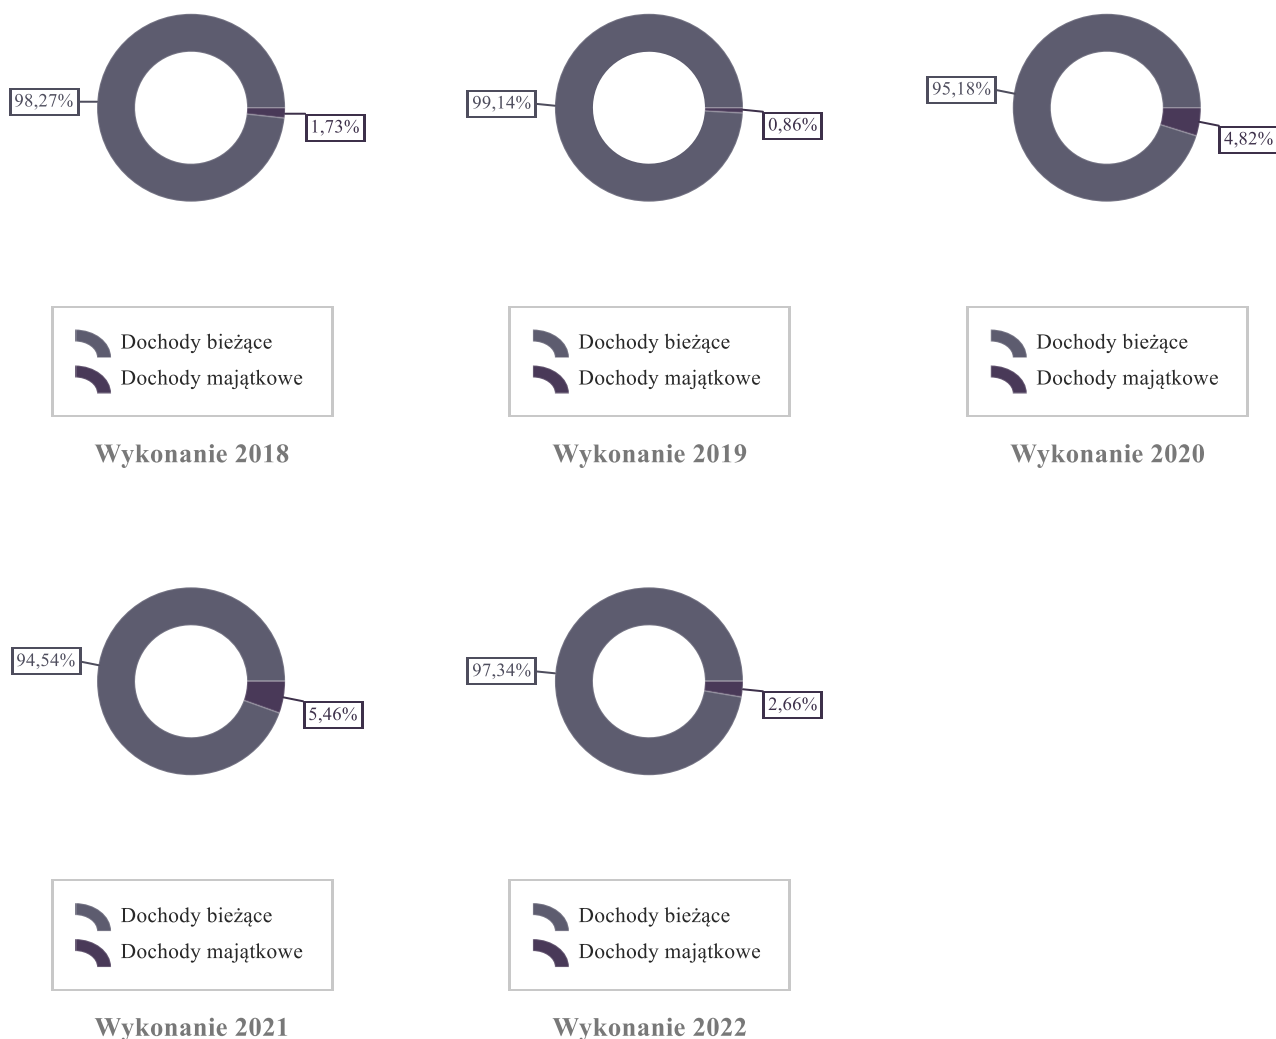 98,27%
1,73%
Dochody bieżące
Dochody majątkowe
Wykonanie 2018
99,14%
0,86%
Dochody bieżące
Dochody majątkowe
Wykonanie 2019
95,18%
4,82%
Dochody bieżące
Dochody majątkowe
Wykonanie 2020
94,54%
5,46%
Dochody bieżące
Dochody majątkowe
Wykonanie 2021
97,34%
2,66%
Dochody bieżące
Dochody majątkowe
Wykonanie 2022